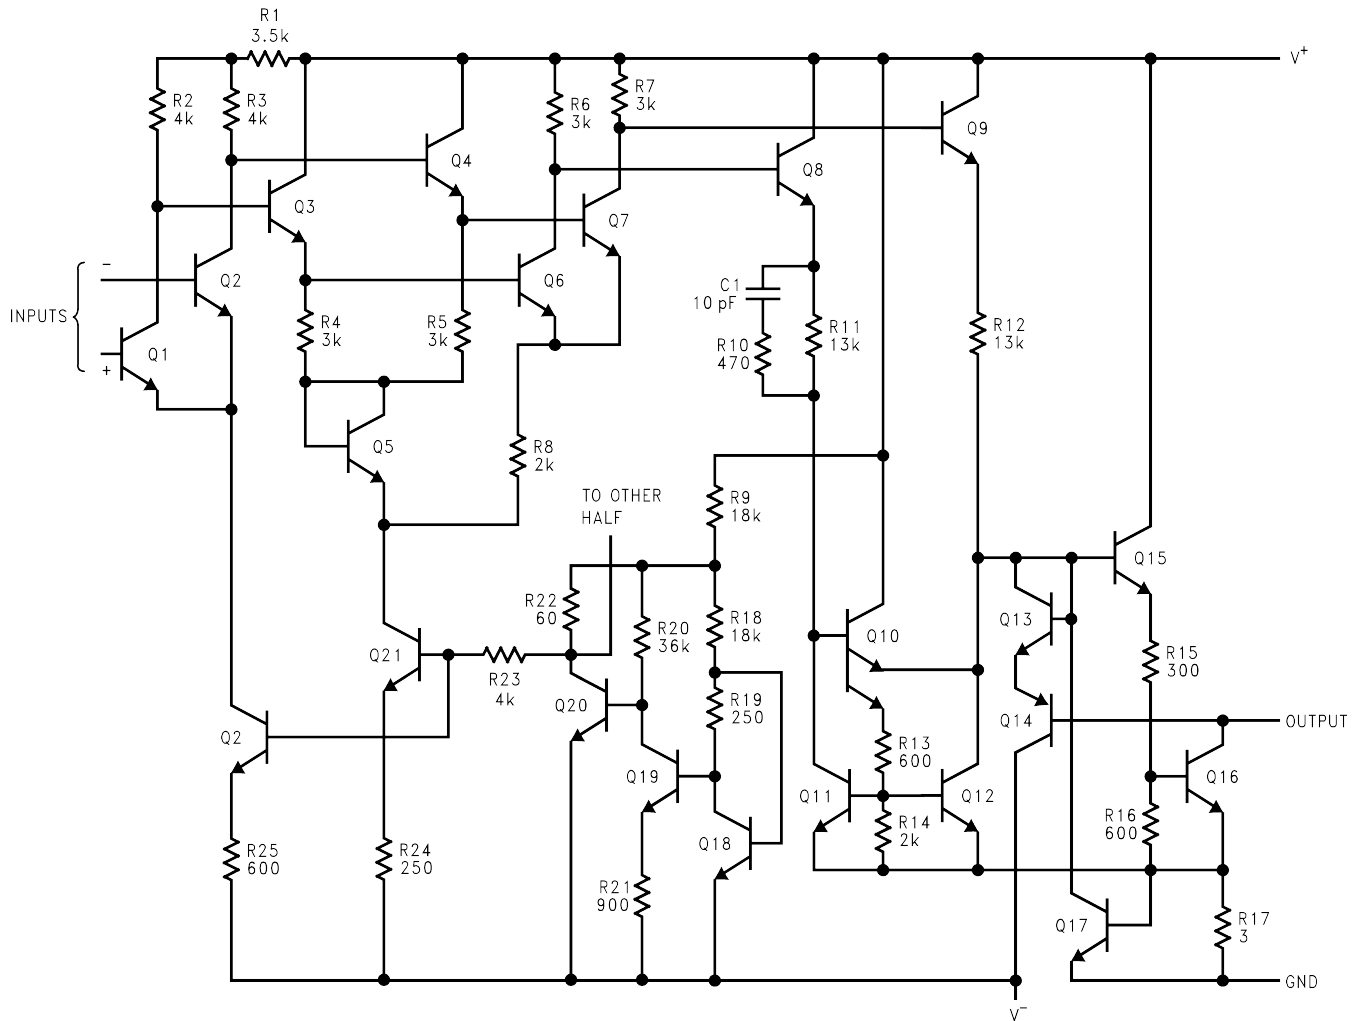 R1
3.5k
V+
R2
4k
R3
4k
R6
3k
R7
3k
Q9
Q4
Q8
Q3
Q7
−
Q2
Q6
C1
10 pF
INPUTS
R4
3k
R5
3k
R11
13k
R12
13k
Q1
R10
470
+
Q5
R8
2k
TO OTHER
HALF
R9
18k
Q15
R22
60
R20
36k
R18
18k
Q10
Q13
Q21
R23
4k
R15
300
Q20
R19
250
Q14
OUTPUT
Q2
R13
600
Q19
Q16
Q11
Q12
R14
2k
R16
600
Q18
R25
600
R24
250
R21
900
Q17
R17
3
GND
V−